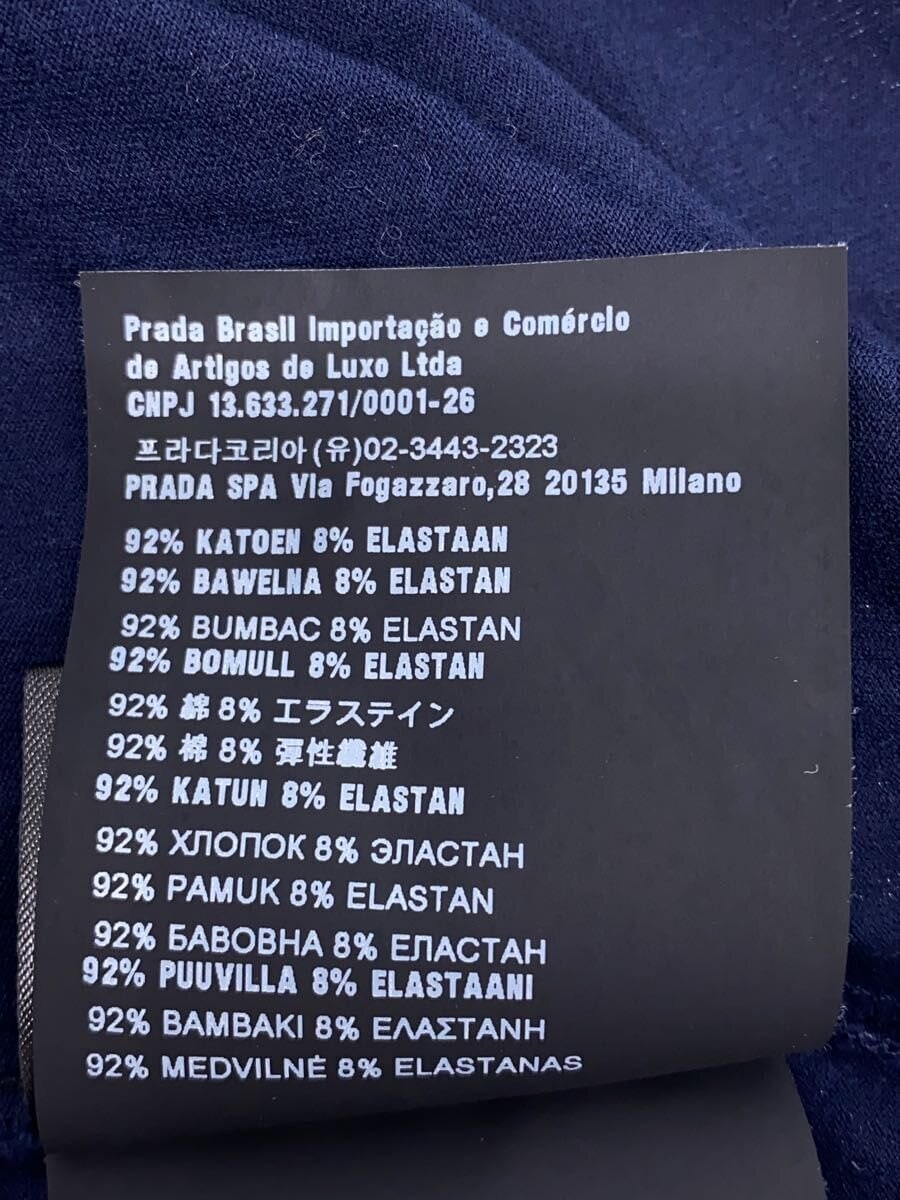 Prada Brasil Importação e Comércio
de Artigos de Luxo Ltda
CNPJ 13.633.271/0001-26
프라다코리아(유)02-3443-2323
PRADA SPA Via Fogazzaro,28 20135 Milano
92% KATOEN 8% ELASTAAN
92% BAWELNA 8% ELASTAN
92% BUMBAC 8% ELASTAN
92% BOMULL 8% ELASTAN
92% 綿 8% エラステイン
92% 棉 8% 彈性纖維
92% KATUN 8% ELASTAN
92% ХЛОПОК 8% ЭЛАСТАН
92% PAMUK 8% ELASTAN
92% БАВОВНА 8% ЕЛАСТАН
92% PUUVILLA 8% ELASTAANI
92% ΒΑΜΒΑΚΙ 8% ΕΛΑΣΤΑΝΗ
92% MEDVILNĖ 8% ELASTANAS